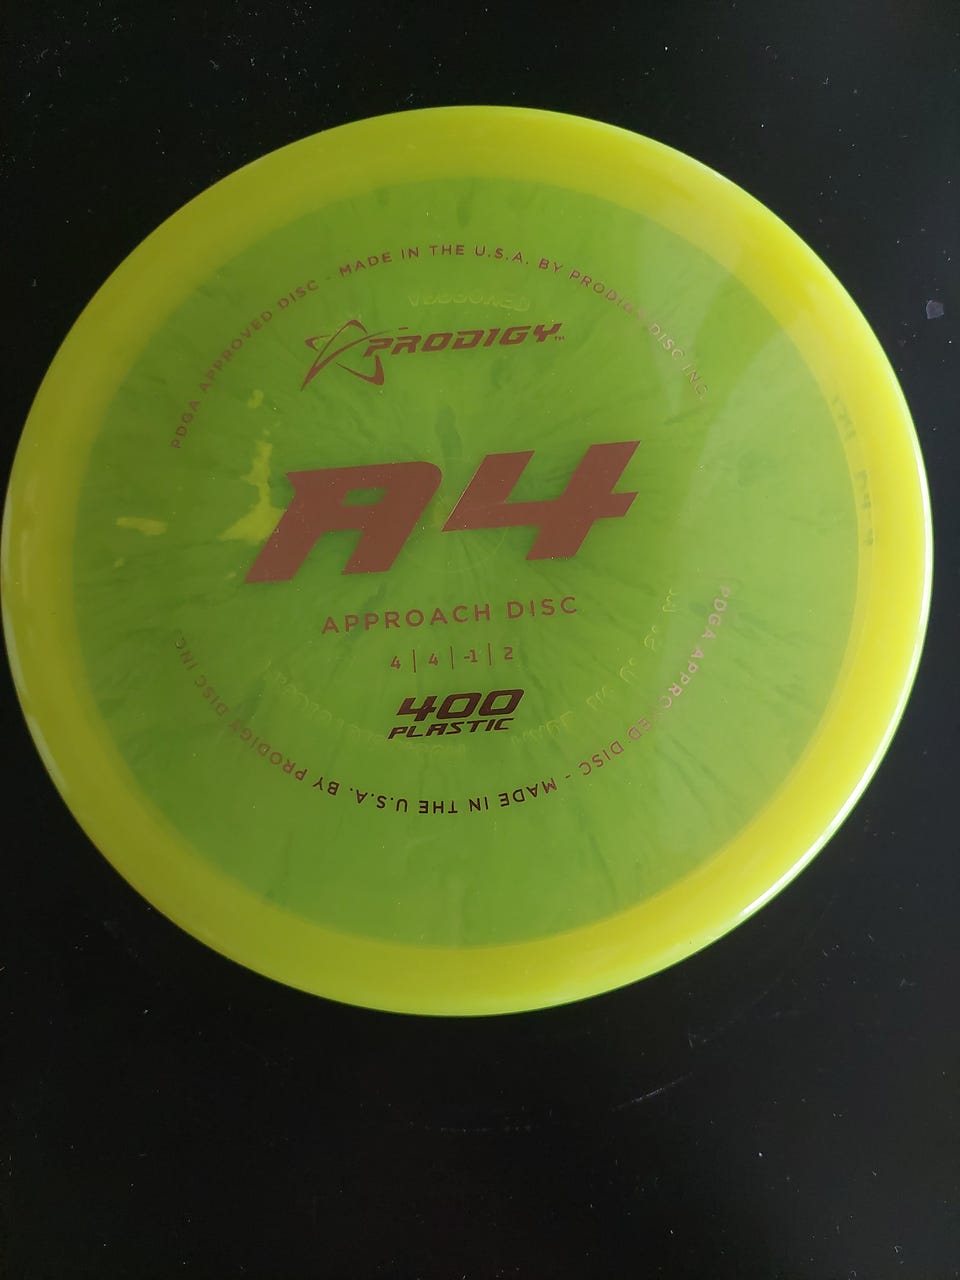 PDGA APPROVED DISC - MADE IN THE U.S.A. BY PRODIGY DISC INC.
PRODIGY™
A4
APPROACH DISC
4 | 4 | -1 | 2
400
PLASTIC
PDGA APPROVED DISC - MADE IN THE U.S.A. BY PRODIGY DISC INC.